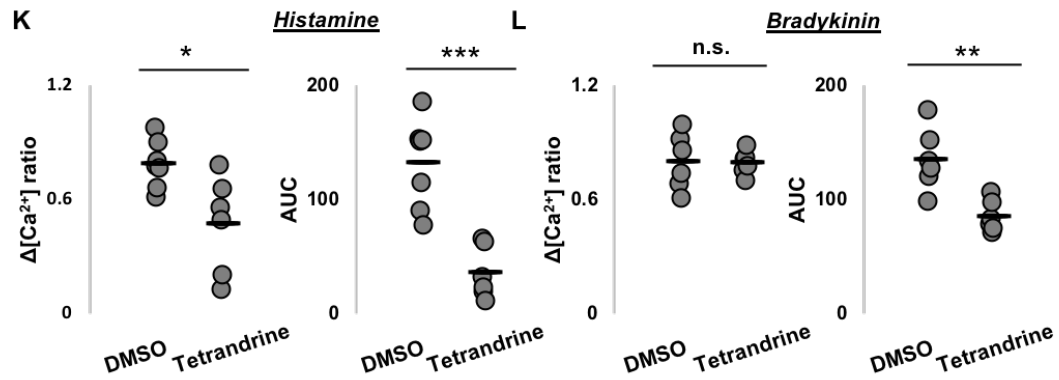 K
Histamine
L
Bradykinin
*
***
n.s.
**
1.2
0.6
0
Δ[Ca²⁺] ratio
DMSO
Tetrandrine
200
100
0
AUC
DMSO
Tetrandrine
1.2
0.6
0
Δ[Ca²⁺] ratio
DMSO
Tetrandrine
200
100
0
AUC
DMSO
Tetrandrine